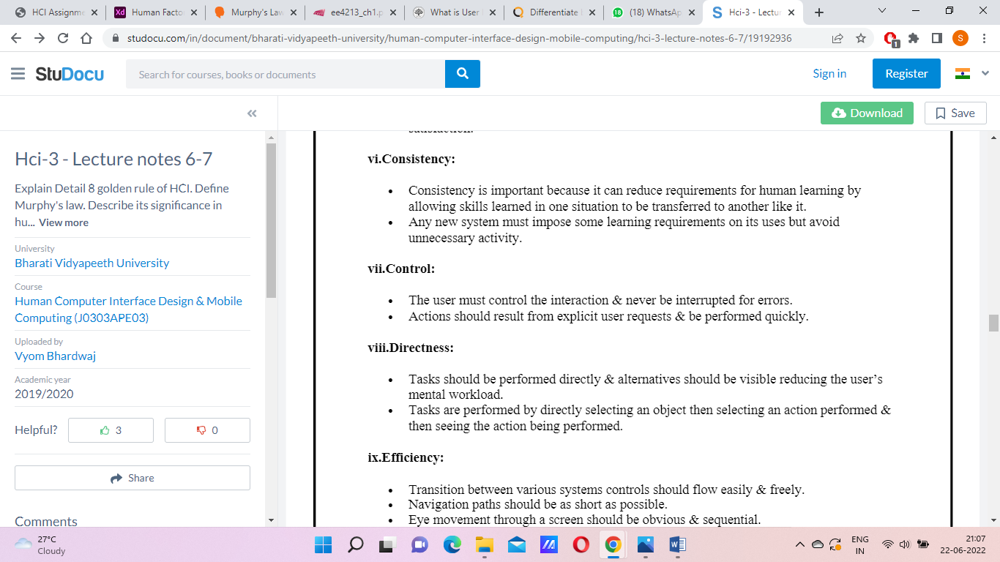 HCI Assignme
Xd Human Facto
Murphy's Law
ee4213_ch1.p
What is User
Differentiate
18 (18) WhatsAp
S Hci-3 - Lectur
studocu.com/in/document/bharati-vidyapeeth-university/human-computer-interface-design-mobile-computing/hci-3-lecture-notes-6-7/19192936
1
S
StuDocu
Search for courses, books or documents
Sign in
Register
Download
Save
Hci-3 - Lecture notes 6-7
Explain Detail 8 golden rule of HCI. Define
Murphy's law. Describe its significance in
hu... View more
University
Bharati Vidyapeeth University
Course
Human Computer Interface Design & Mobile
Computing (J0303APE03)
Uploaded by
Vyom Bhardwaj
Academic year
2019/2020
Helpful?
3
0
Share
Comments
satisfaction.
vi.Consistency:
• Consistency is important because it can reduce requirements for human learning by
allowing skills learned in one situation to be transferred to another like it.
• Any new system must impose some learning requirements on its uses but avoid
unnecessary activity.
vii.Control:
• The user must control the interaction & never be interrupted for errors.
• Actions should result from explicit user requests & be performed quickly.
viii.Directness:
• Tasks should be performed directly & alternatives should be visible reducing the user’s
mental workload.
• Tasks are performed by directly selecting an object then selecting an action performed &
then seeing the action being performed.
ix.Efficiency:
• Transition between various systems controls should flow easily & freely.
• Navigation paths should be as short as possible.
• Eye movement through a screen should be obvious & sequential.
27°C
Cloudy
ENG
IN
21:07
22-06-2022